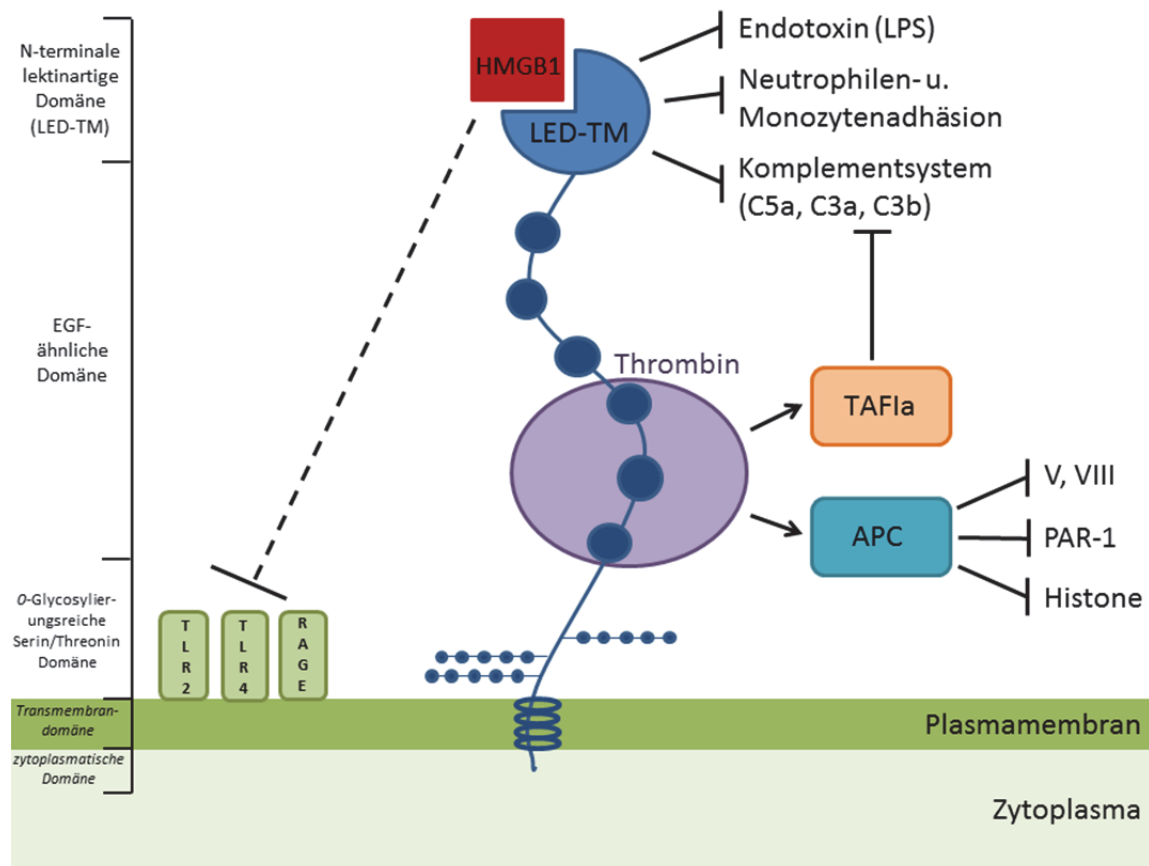 N-terminale
lektinartige
Domäne
(LED-TM)
EGF-
ähnliche
Domäne
O-Glycosylier-
ungsreiche
Serin/Threonin
Domäne
Transmembran-
domäne
zytoplasmatische
Domäne
HMGB1
LED-TM
Endotoxin (LPS)
Neutrophilen- u.
Monozytenadhäsion
Komplementsystem
(C5a, C3a, C3b)
Thrombin
TAFIa
APC
V, VIII
PAR-1
Histone
TLR2
TLR4
RAGE
Plasmamembran
Zytoplasma